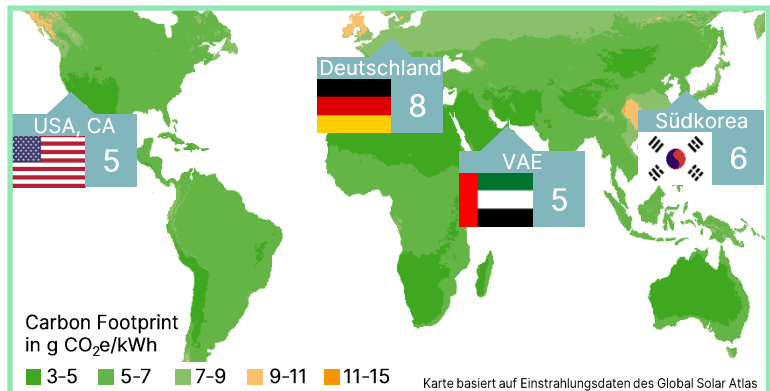 Deutschland
8
USA, CA
5
Südkorea
6
VAE
5
Carbon Footprint
in g CO₂e/kWh
3-5 5-7 7-9 9-11 11-15
Karte basiert auf Einstrahlungsdaten des Global Solar Atlas